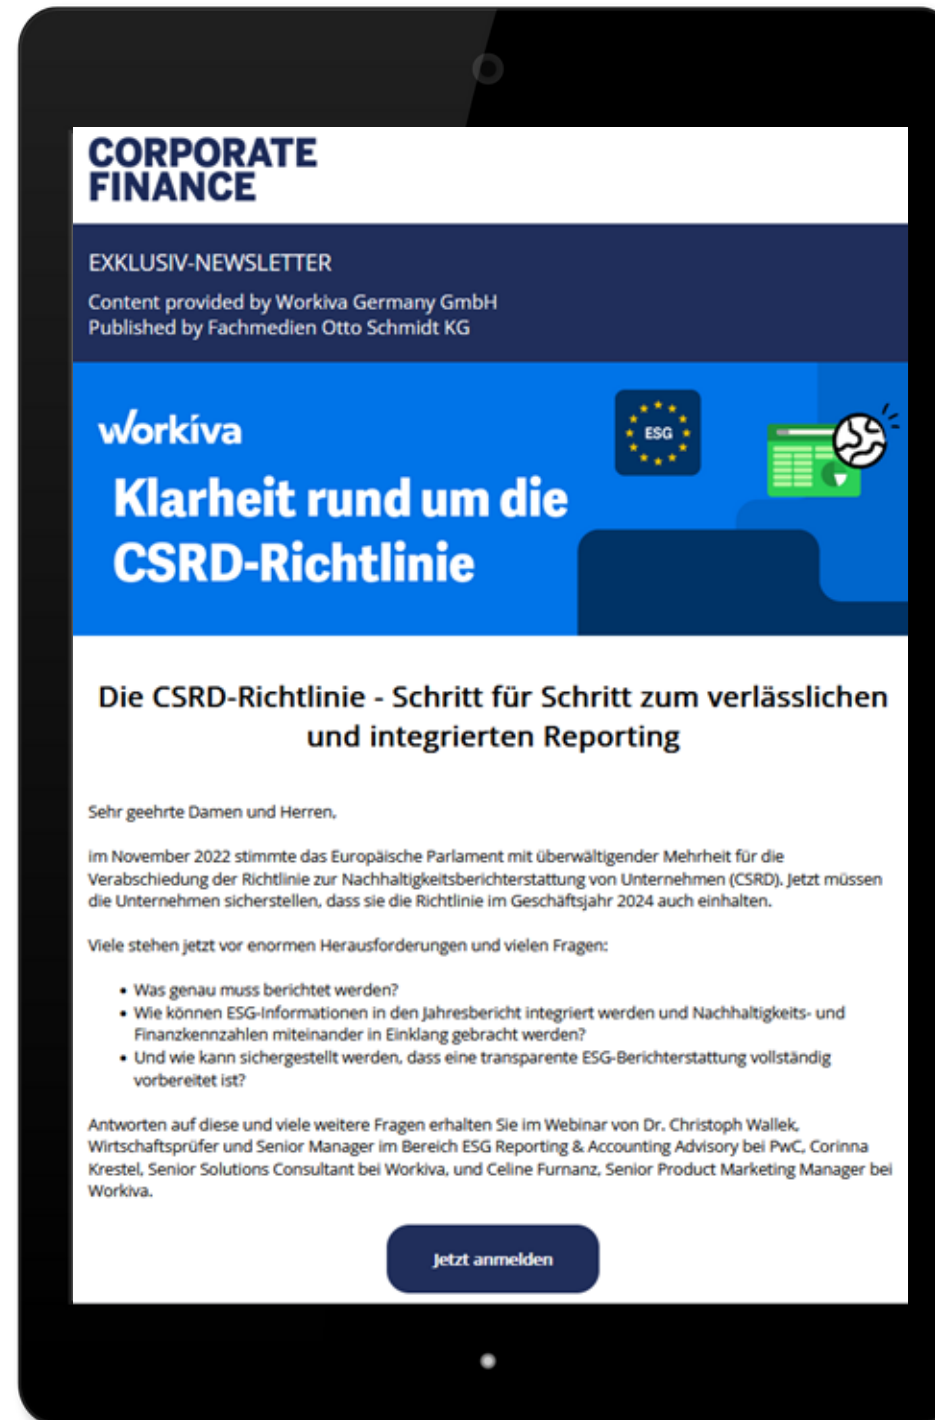 CORPORATE
FINANCE
EXKLUSIV-NEWSLETTER
Content provided by Workiva Germany GmbH
Published by Fachmedien Otto Schmidt KG
workiva
ESG
Klarheit rund um die
CSRD-Richtlinie
Die CSRD-Richtlinie - Schritt für Schritt zum verlässlichen
und integrierten Reporting
Sehr geehrte Damen und Herren,
im November 2022 stimmte das Europäische Parlament mit überwältigender Mehrheit für die
Verabschiedung der Richtlinie zur Nachhaltigkeitsberichterstattung von Unternehmen (CSRD). Jetzt müssen
die Unternehmen sicherstellen, dass sie die Richtlinie im Geschäftsjahr 2024 auch einhalten.
Viele stehen jetzt vor enormen Herausforderungen und vielen Fragen:
• Was genau muss berichtet werden?
• Wie können ESG-Informationen in den Jahresbericht integriert werden und Nachhaltigkeits- und
Finanzkennzahlen miteinander in Einklang gebracht werden?
• Und wie kann sichergestellt werden, dass eine transparente ESG-Berichterstattung vollständig
vorbereitet ist?
Antworten auf diese und viele weitere Fragen erhalten Sie im Webinar von Dr. Christoph Wallek,
Wirtschaftsprüfer und Senior Manager im Bereich ESG Reporting & Accounting Advisory bei PwC, Corinna
Krestel, Senior Solutions Consultant bei Workiva, und Celine Furnanz, Senior Product Marketing Manager bei
Workiva.
Jetzt anmelden